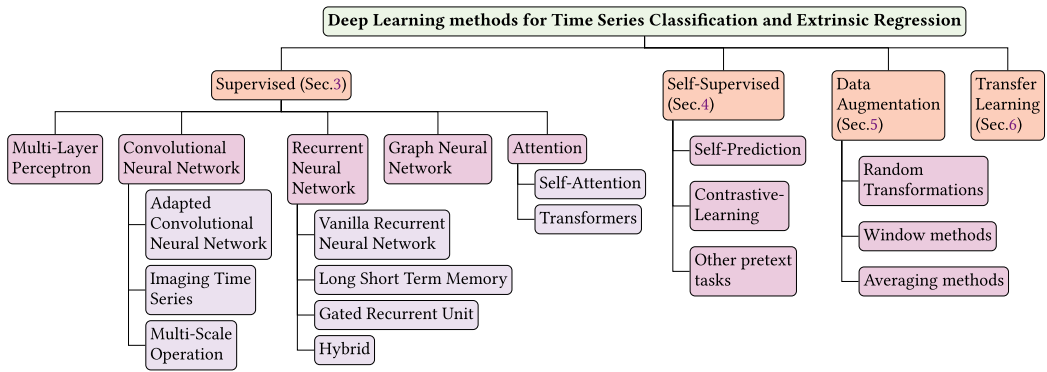 Deep Learning methods for Time Series Classification and Extrinsic Regression
Supervised (Sec.3)
Multi-Layer
Perceptron
Convolutional
Neural Network
Adapted
Convolutional
Neural Network
Imaging Time
Series
Multi-Scale
Operation
Recurrent
Neural
Network
Vanilla Recurrent
Neural Network
Long Short Term Memory
Gated Recurrent Unit
Hybrid
Graph Neural
Network
Attention
Self-Attention
Transformers
Self-Supervised
(Sec.4)
Self-Prediction
Contrastive-
Learning
Other pretext
tasks
Data
Augmentation
(Sec.5)
Random
Transformations
Window methods
Averaging methods
Transfer
Learning
(Sec.6)